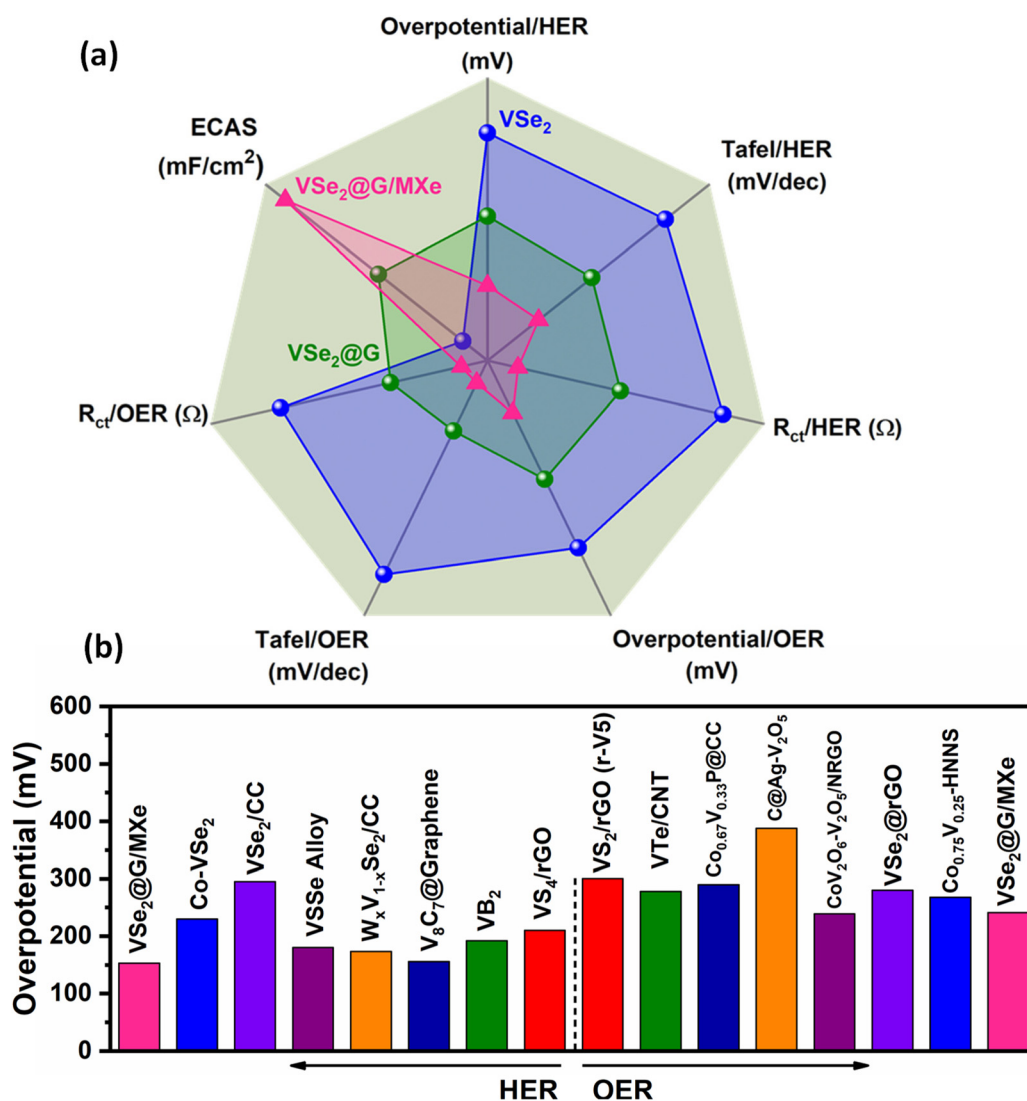 (a)
Overpotential/HER
(mV)
ECAS
(mF/cm²)
VSe₂
Tafel/HER
(mV/dec)
VSe₂@G/MXe
VSe₂@G
R_ct/OER (Ω)
R_ct/HER (Ω)
Tafel/OER
(mV/dec)
Overpotential/OER
(mV)
(b)
Overpotential (mV)
600
500
400
300
200
100
0
VSe₂@G/MXe
Co-VSe₂
VSe₂/CC
VSSe Alloy
WₓV₁₋ₓSe₂/CC
V₈C₇@Graphene
VB₂
VS₄/rGO
VS₂/rGO (r-V5)
VTe/CNT
Co₀.₆₇V₀.₃₃P@CC
C@Ag-V₂O₅
CoV₂O₆-V₂O₅/NRGO
VSe₂@rGO
Co₀.₇₅V₀.₂₅-HNNS
VSe₂@G/MXe
HER
OER